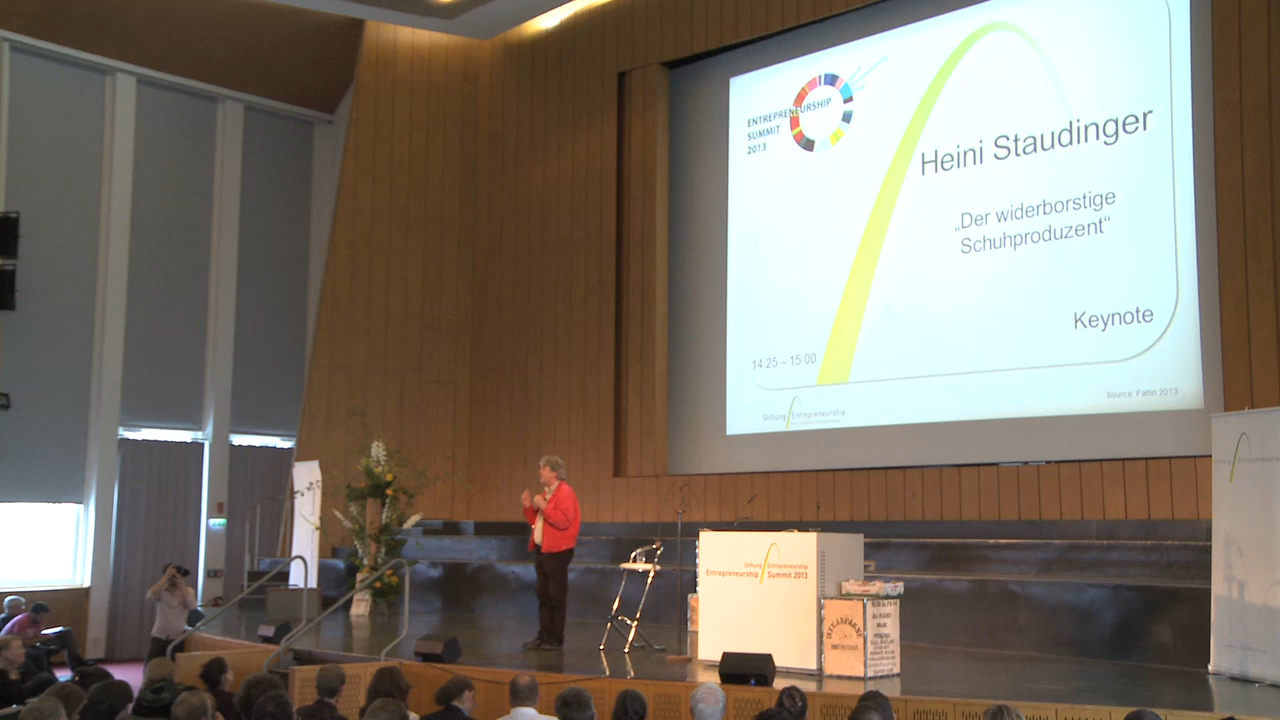 ENTREPRENEURSHIP
SUMMIT
2013
Heini Staudinger
„Der widerborstige
Schuhproduzent“
Keynote
14:25 – 15:00
Source: Faltin 2013
Stiftung Entrepreneurship
Stiftung Entrepreneurship
Entrepreneurship Summit 2013